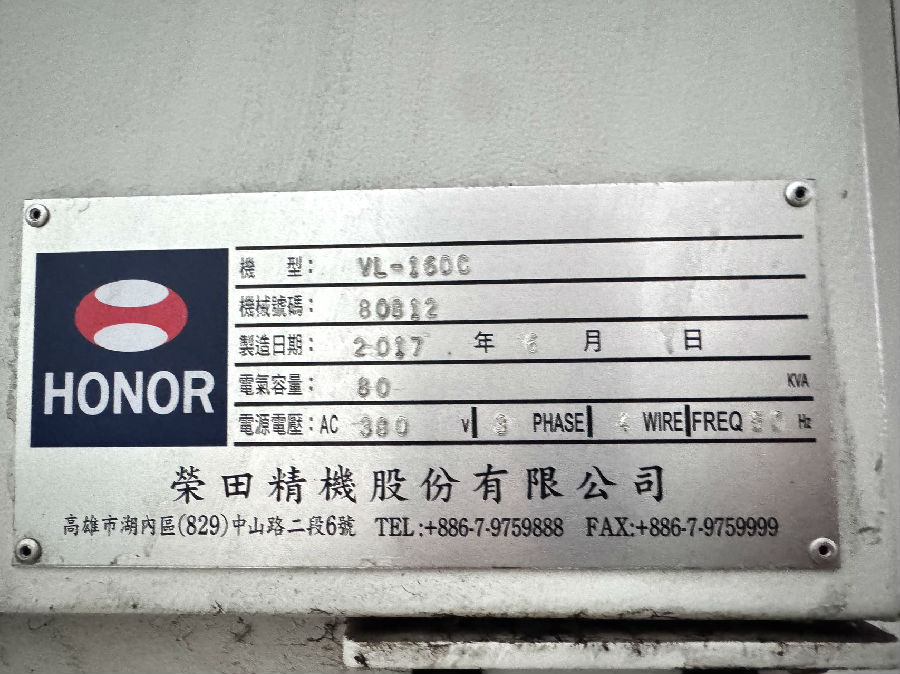 HONOR
機 型： VL-160C
機械號碼： 80812
製造日期： 2017 年 6 月 日
電氣容量： 80 KVA
電源電壓：AC 380 V 3 PHASE 4 WIRE FREQ Hz
榮田精機股份有限公司
高雄市湖內區(829)中山路二段6號 TEL:+886-7-9759888 FAX:+886-7-9759999